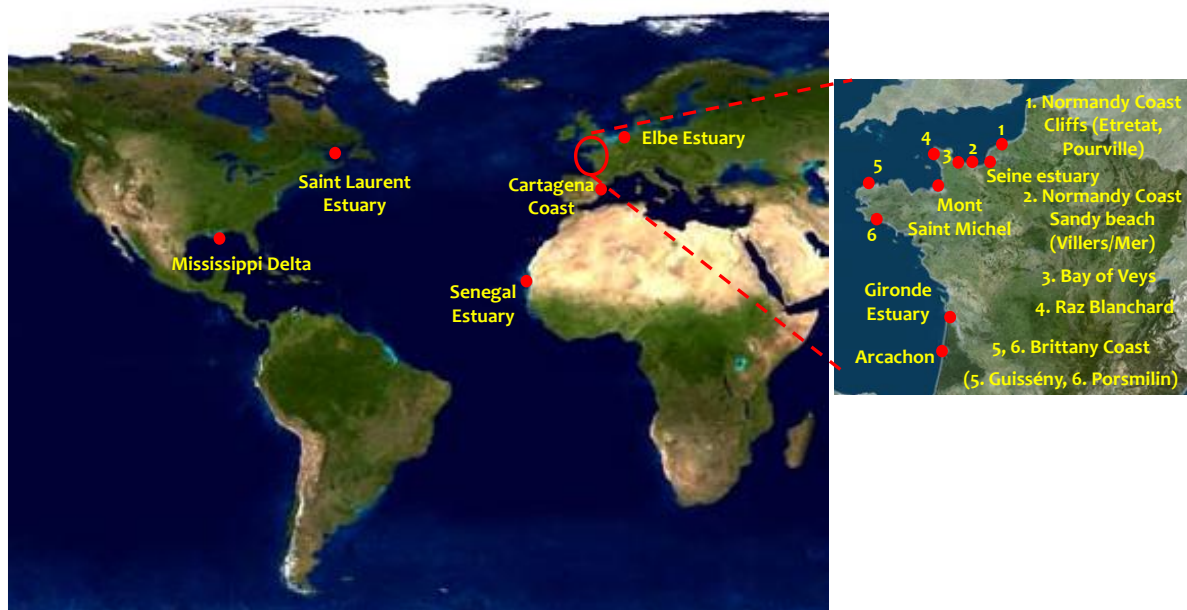 Elbe Estuary
Saint Laurent
Estuary
Cartagena
Coast
Mississippi Delta
Senegal
Estuary
1. Normandy Coast
Cliffs (Etretat,
Pourville)
1
4
3
2
5
Seine estuary
2. Normandy Coast
Sandy beach
(Villers/Mer)
Mont
Saint Michel
6
3. Bay of Veys
Gironde
Estuary
4. Raz Blanchard
Arcachon
5, 6. Brittany Coast
(5. Guissény, 6. Porsmilin)